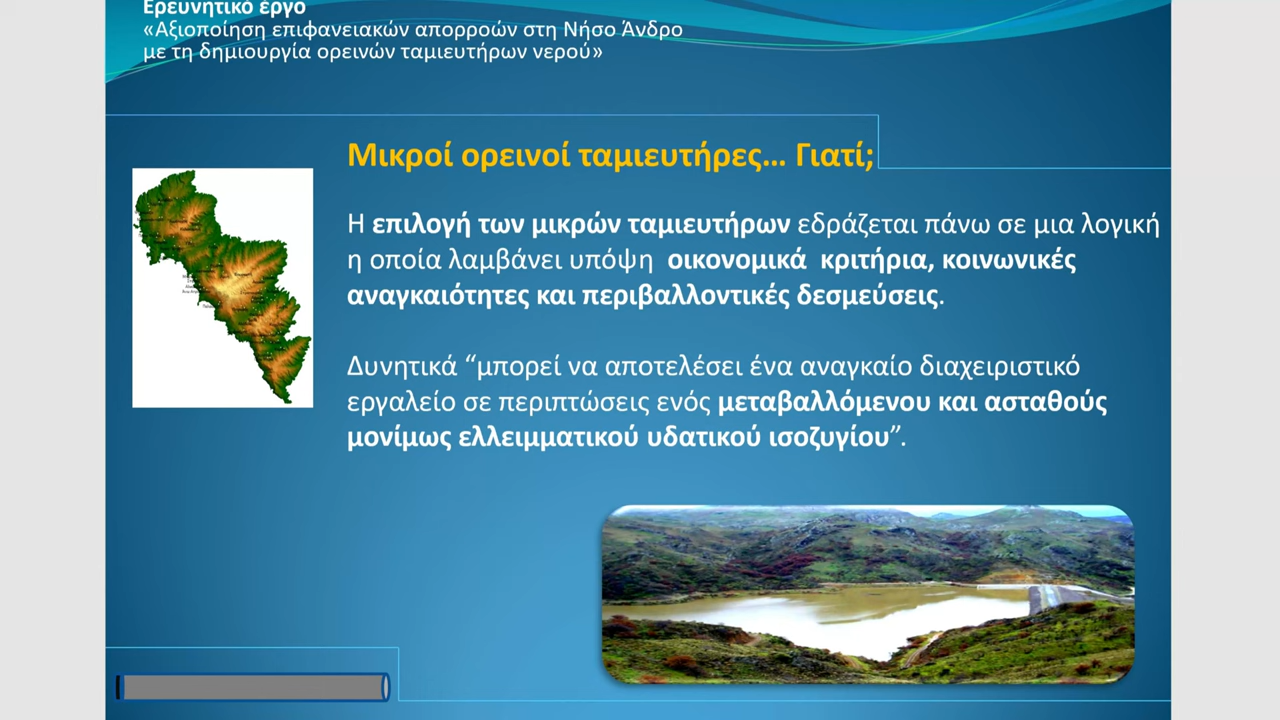 Ερευνητικό έργο
«Αξιοποίηση επιφανειακών απορροών στη Νήσο Άνδρο
με τη δημιουργία ορεινών ταμιευτήρων νερού»
Μικροί ορεινοί ταμιευτήρες... Γιατί;
Η επιλογή των μικρών ταμιευτήρων εδράζεται πάνω σε μια λογική
η οποία λαμβάνει υπόψη οικονομικά κριτήρια, κοινωνικές
αναγκαιότητες και περιβαλλοντικές δεσμεύσεις.
Δυνητικά “μπορεί να αποτελέσει ένα αναγκαίο διαχειριστικό
εργαλείο σε περιπτώσεις ενός μεταβαλλόμενου και ασταθούς
μονίμως ελλειμματικού υδατικού ισοζυγίου”.